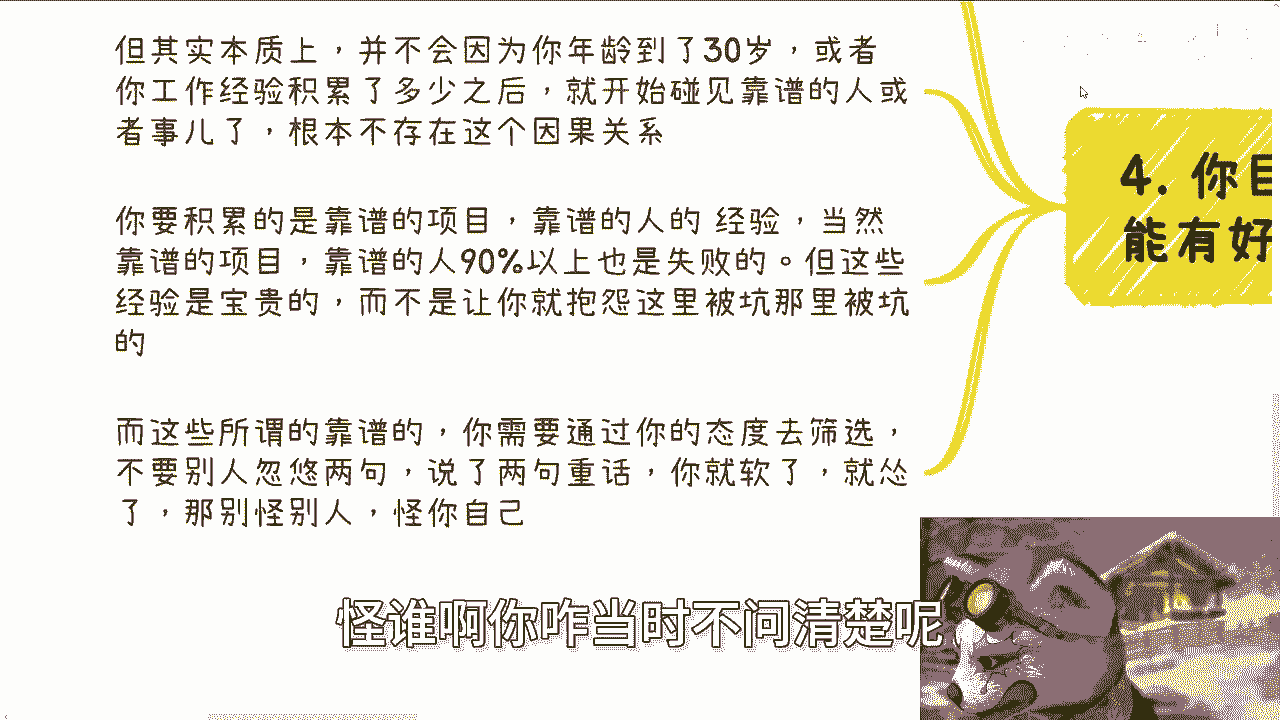 但其实本质上，并不会因为你年龄到了30岁，或者
你工作经验积累了多少之后，就开始碰见靠谱的人或
者事儿了，根本不存在这个因果关系
你要积累的是靠谱的项目，靠谱的人的 经验，当然
靠谱的项目，靠谱的人90%以上也是失败的。但这些
经验是宝贵的，而不是让你就抱怨这里被坑那里被坑
的
而这些所谓的靠谱的，你需要通过你的态度去筛选，
不要别人忽悠两句，说了两句重话，你就软了，就怂
了，那别怪别人，怪你自己
4. 你目
能有好
怪谁啊你咋当时不问清楚呢